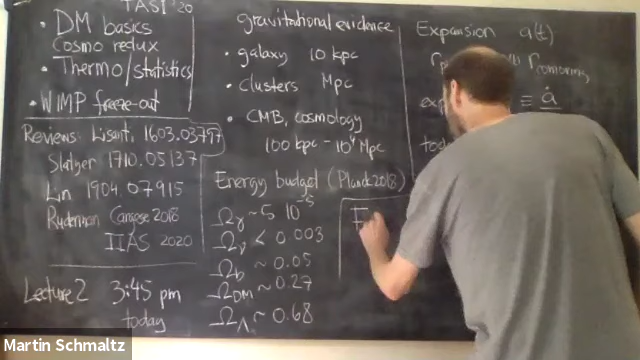 TASI '20
• DM basics
Cosmo redux
• Thermo/statistics
• WIMP freeze-out
Reviews: Lisanti, 1603.03797
Slatyer 1710.05137
Lin 1904.07915
Ruderman Cargese 2018
IIAS 2020
Lecture 2 3:45 pm
today
gravitational evidence
• galaxy 10 kpc
• clusters Mpc
• CMB, cosmology
100 kpc - 10⁴ Mpc
Energy budget (Planck 2018)
Ωγ ~ 5 10⁻⁵
Ων < 0.003
Ωb ~ 0.05
ΩDM ~ 0.27
ΩΛ ~ 0.68
Expansion a(t)
rcomoving
≡ ȧ
Martin Schmaltz